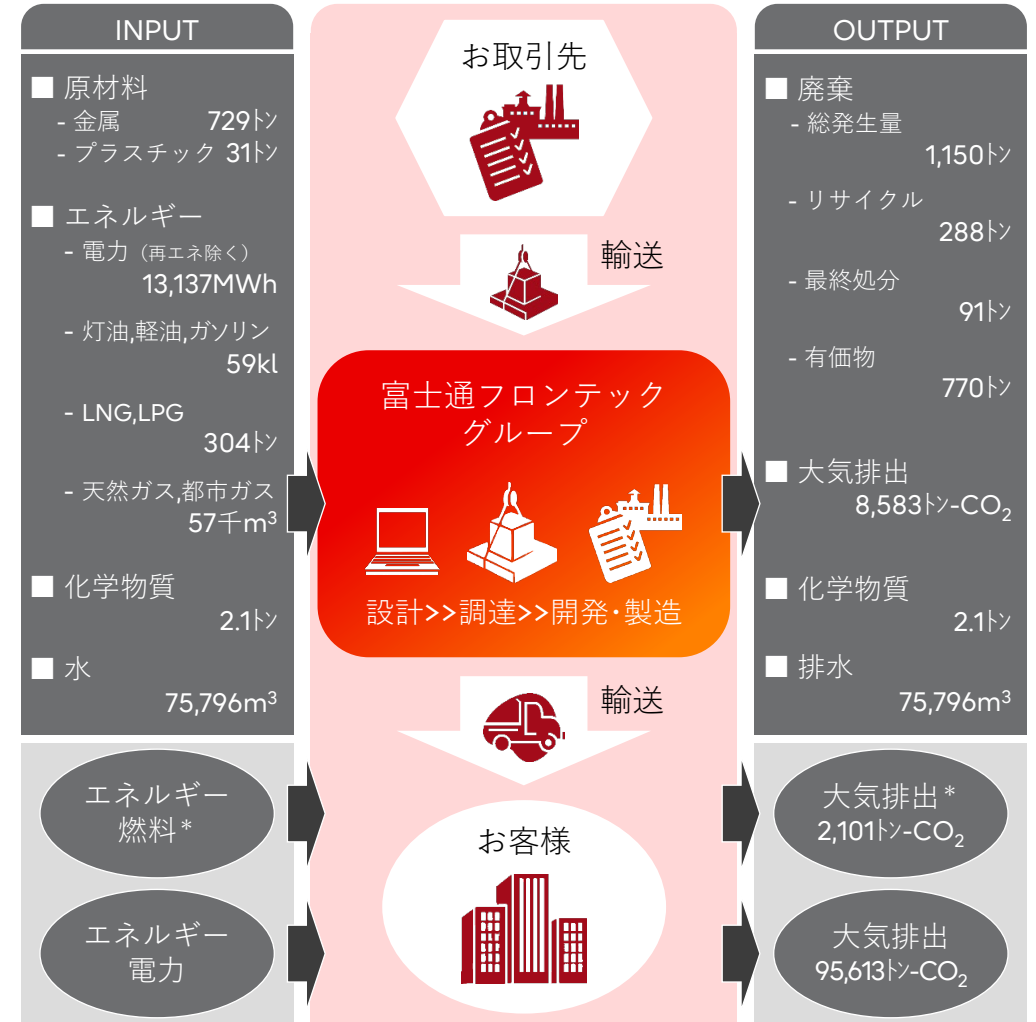 INPUT
■ 原材料
- 金属 729㌧
- プラスチック 31㌧
■ エネルギー
- 電力（再エネ除く）
13,137MWh
- 灯油,軽油,ガソリン
59kl
- LNG,LPG
304㌧
- 天然ガス,都市ガス
57千m³
■ 化学物質
2.1㌧
■ 水
75,796m³
エネルギー
燃料*
エネルギー
電力
お取引先
輸送
富士通フロンテック
グループ
設計>>調達>>開発・製造
輸送
お客様
OUTPUT
■ 廃棄
- 総発生量
1,150㌧
- リサイクル
288㌧
- 最終処分
91㌧
- 有価物
770㌧
■ 大気排出
8,583㌧-CO₂
■ 化学物質
2.1㌧
■ 排水
75,796m³
大気排出*
2,101㌧-CO₂
大気排出
95,613㌧-CO₂